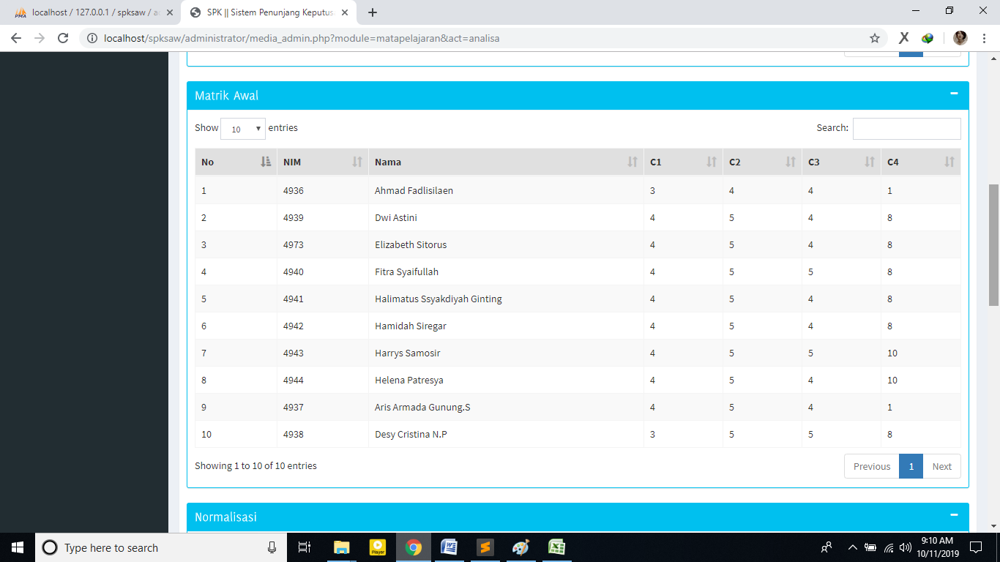 localhost / 127.0.0.1 / spksaw / a
SPK || Sistem Penunjang Keputus
localhost/spksaw/administrator/media_admin.php?module=matapelajaran&act=analisa
Matrik Awal
Show 10 entries Search:
No NIM Nama C1 C2 C3 C4
1 4936 Ahmad Fadlisilaen 3 4 4 1
2 4939 Dwi Astini 4 5 4 8
3 4973 Elizabeth Sitorus 4 5 4 8
4 4940 Fitra Syaifullah 4 5 5 8
5 4941 Halimatus Ssyakdiyah Ginting 4 5 4 8
6 4942 Hamidah Siregar 4 5 4 8
7 4943 Harrys Samosir 4 5 5 10
8 4944 Helena Patresya 4 5 4 10
9 4937 Aris Armada Gunung.S 4 5 4 1
10 4938 Desy Cristina N.P 3 5 5 8
Showing 1 to 10 of 10 entries Previous 1 Next
Normalisasi
Type here to search
Player
9:10 AM
10/11/2019